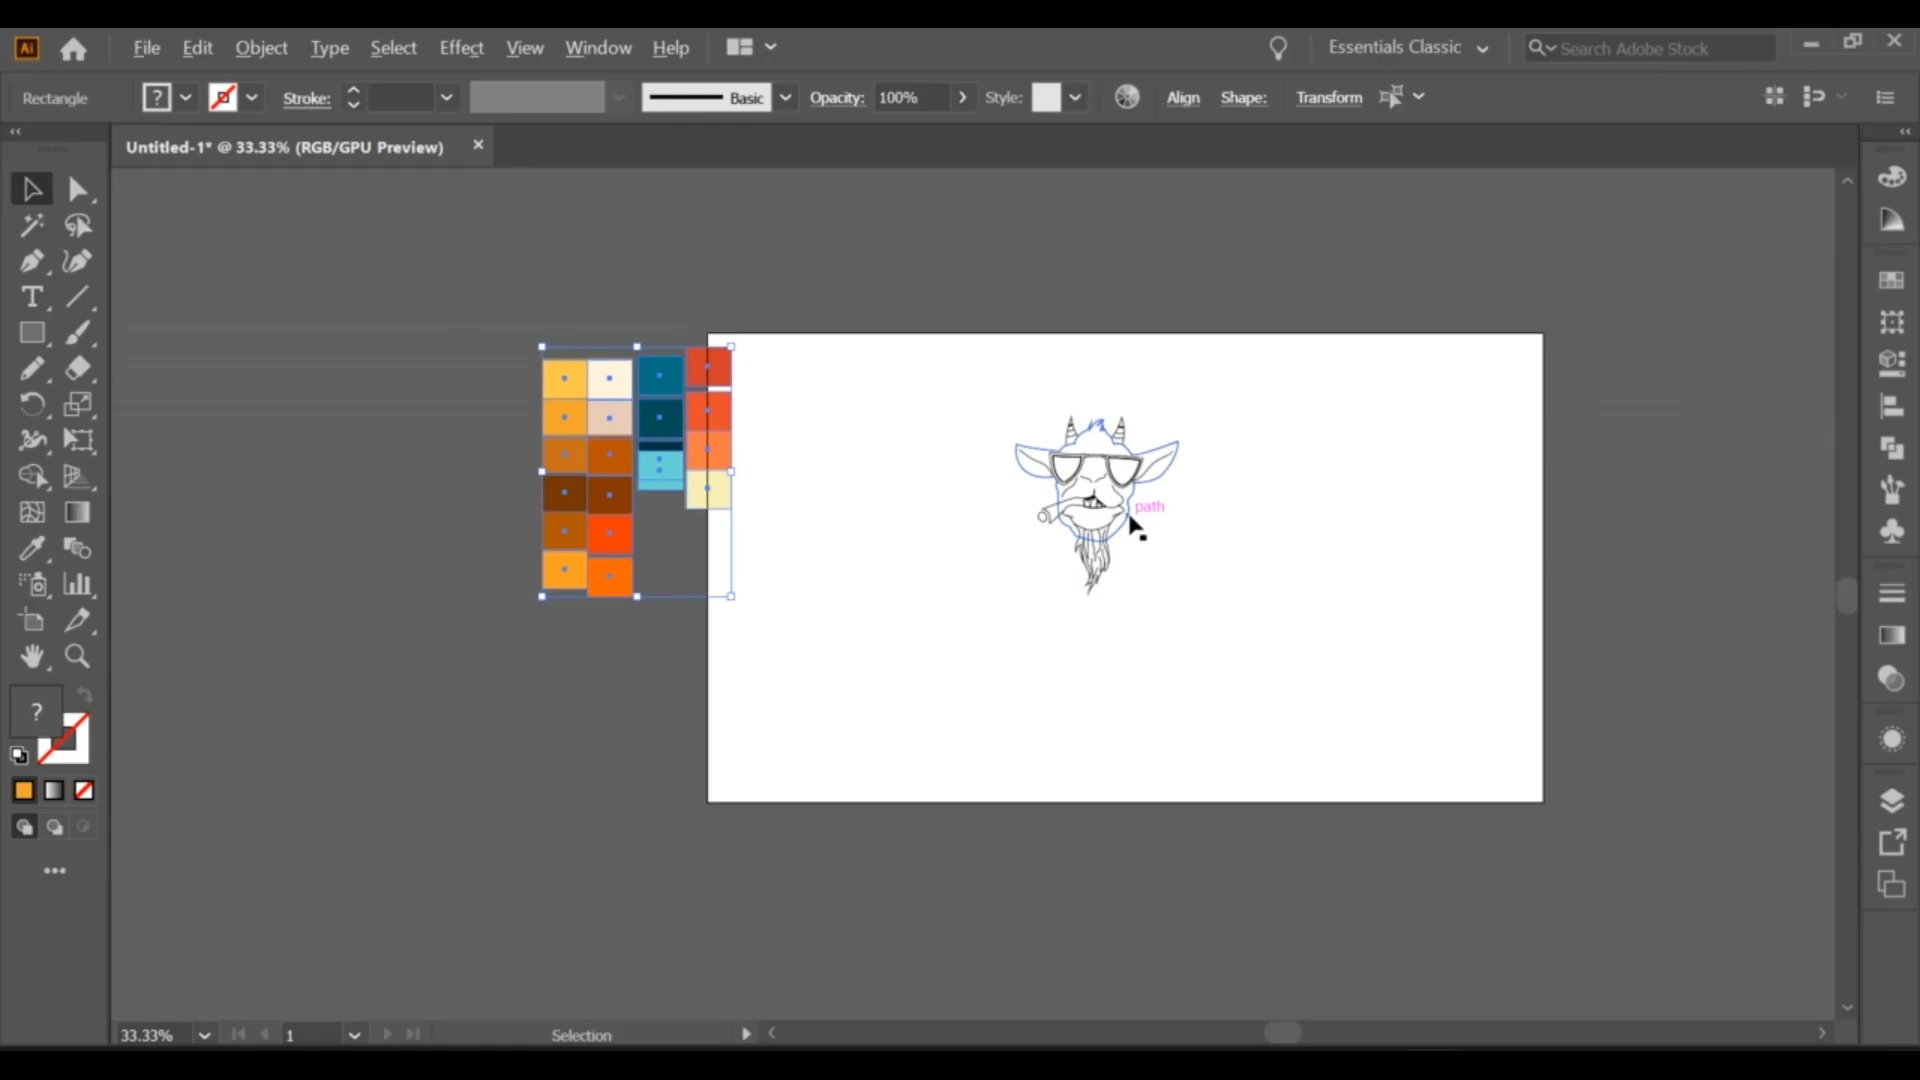 Ai File Edit Object Type Select Effect View Window Help Essentials Classic Search Adobe Stock
Rectangle ? Stroke: Basic Opacity: 100% Style: Align Shape: Transform
Untitled-1* @ 33.33% (RGB/GPU Preview)
path
?
33.33% 1 Selection